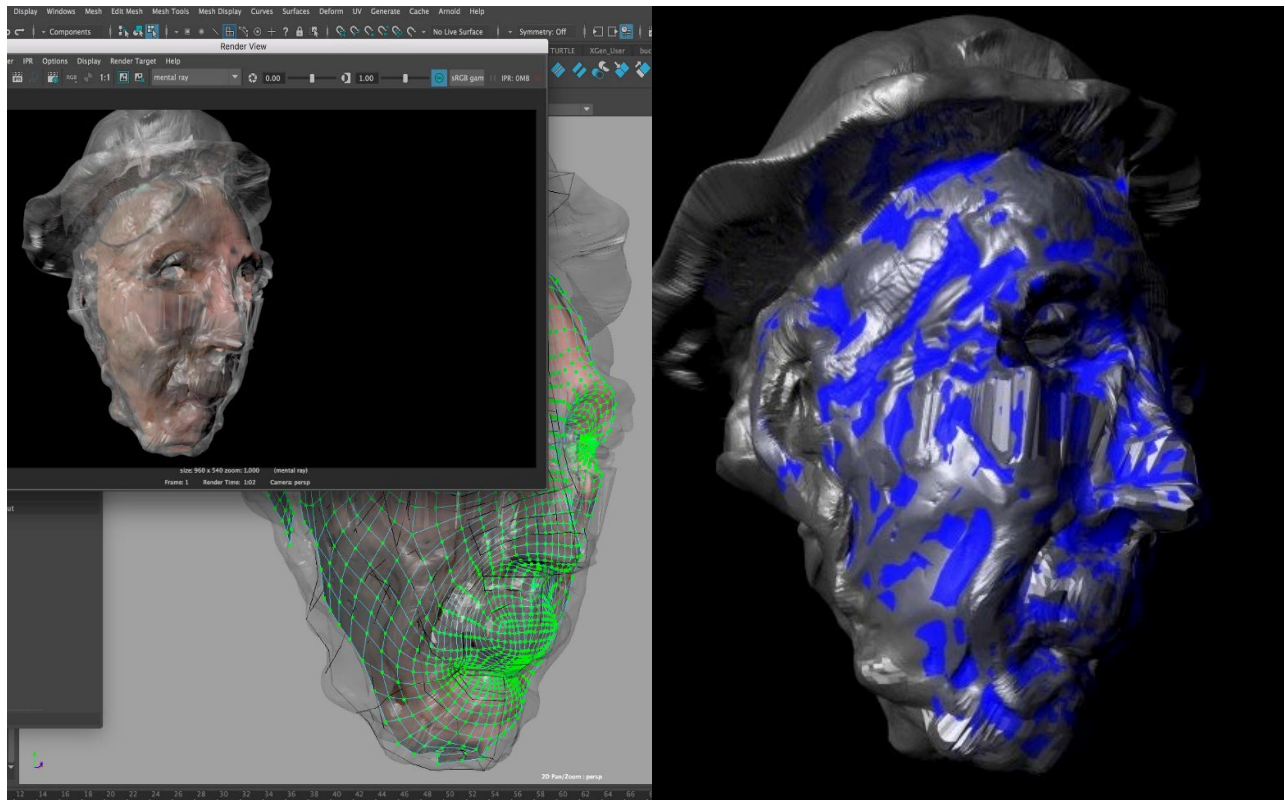 Display Windows Mesh Edit Mesh Mesh Tools Mesh Display Curves Surfaces Deform UV Generate Cache Arnold Help
Components No Live Surface Symmetry: Off
Render View
TURTLE XGen_User
IPR Options Display Render Target Help
RGB 1:1 mental ray 0.00 1.00 sRGB gam IPR: 0MB
size: 960 x 540 zoom: 1.000 (mental ray)
Frame: 1 Render Time: 1:02 Camera: persp
2D Pan/Zoom : persp
12 14 16 18 20 22 24 26 28 30 32 34 36 38 40 42 44 46 48 50 52 54 56 58 60 62 64 66